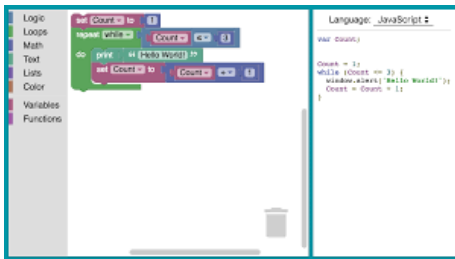 Logic
Loops
Math
Text
Lists
Color
Variables
Functions
set Count to 1
repeat while Count ≤ 3
do print “ Hello World! ”
set Count to Count + 1
Language: JavaScript
var Count;
Count = 1;
while (Count <= 3) {
window.alert('Hello World!');
Count = Count + 1;
}